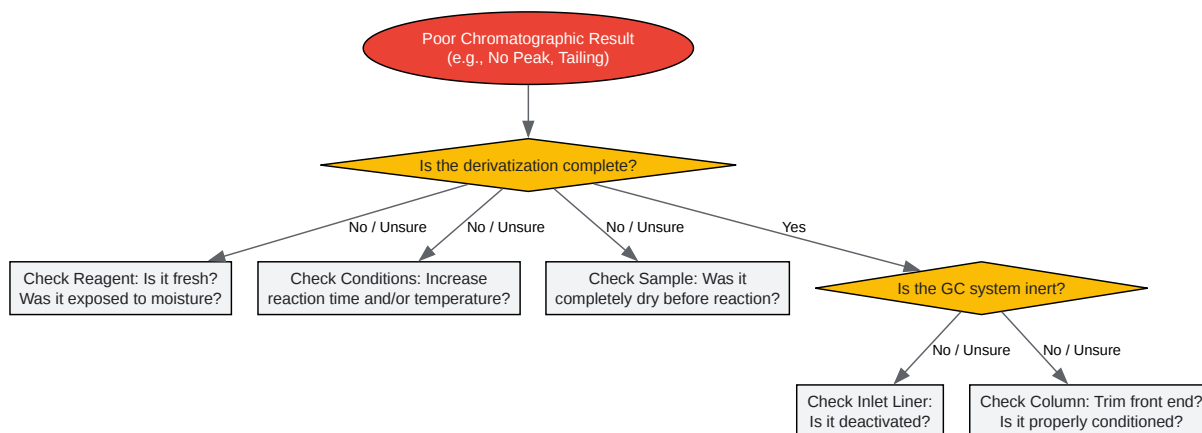 Poor Chromatographic Result
(e.g., No Peak, Tailing)
Is the derivatization complete?
No / Unsure
No / Unsure
No / Unsure
Yes
Check Reagent: Is it fresh?
Was it exposed to moisture?
Check Conditions: Increase
reaction time and/or temperature?
Check Sample: Was it
completely dry before reaction?
Is the GC system inert?
No / Unsure
No / Unsure
Check Inlet Liner:
Is it deactivated?
Check Column: Trim front end?
Is it properly conditioned?